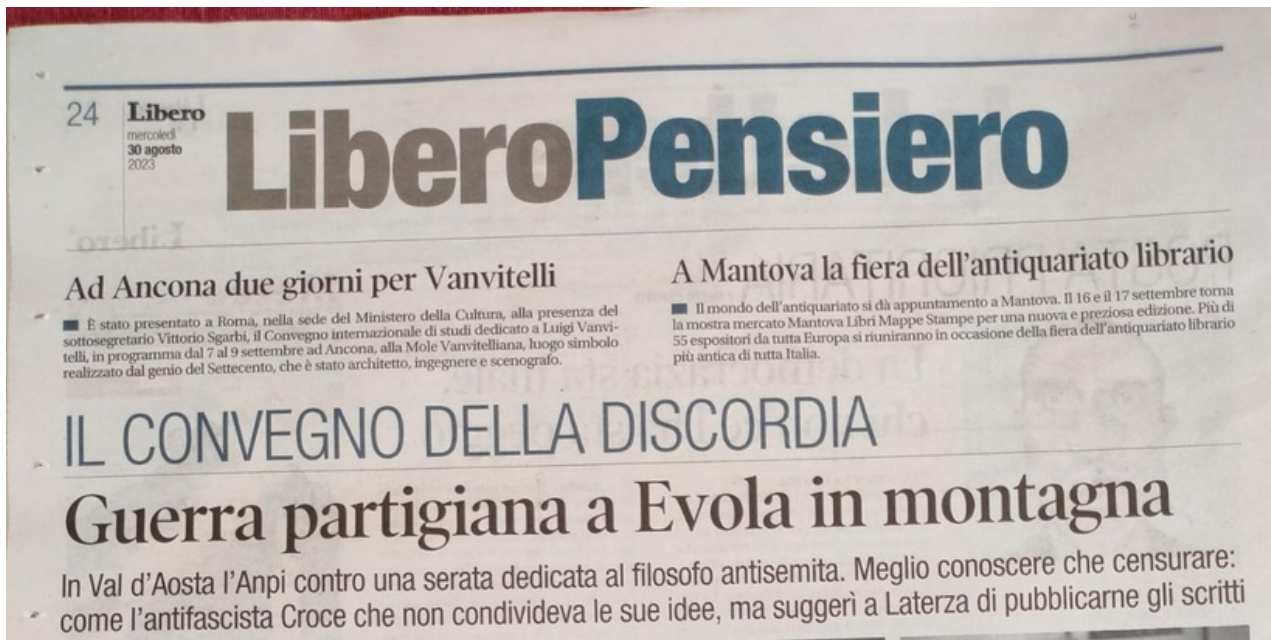 24
Libero
mercoledì
30 agosto
2023
LiberoPensiero
Ad Ancona due giorni per Vanvitelli
È stato presentato a Roma, nella sede del Ministero della Cultura, alla presenza del
sottosegretario Vittorio Sgarbi, il Convegno internazionale di studi dedicato a Luigi Vanvi-
telli, in programma dal 7 al 9 settembre ad Ancona, alla Mole Vanvitelliana, luogo simbolo
realizzato dal genio del Settecento, che è stato architetto, ingegnere e scenografo.
A Mantova la fiera dell'antiquariato librario
Il mondo dell'antiquariato si dà appuntamento a Mantova. Il 16 e il 17 settembre torna
la mostra mercato Mantova Libri Mappe Stampe per una nuova e preziosa edizione. Più di
55 espositori da tutta Europa si riuniranno in occasione della fiera dell'antiquariato librario
più antica di tutta Italia.
IL CONVEGNO DELLA DISCORDIA
Guerra partigiana a Evola in montagna
In Val d'Aosta l'Anpi contro una serata dedicata al filosofo antisemita. Meglio conoscere che censurare:
come l'antifascista Croce che non condivideva le sue idee, ma suggerì a Laterza di pubblicarne gli scritti